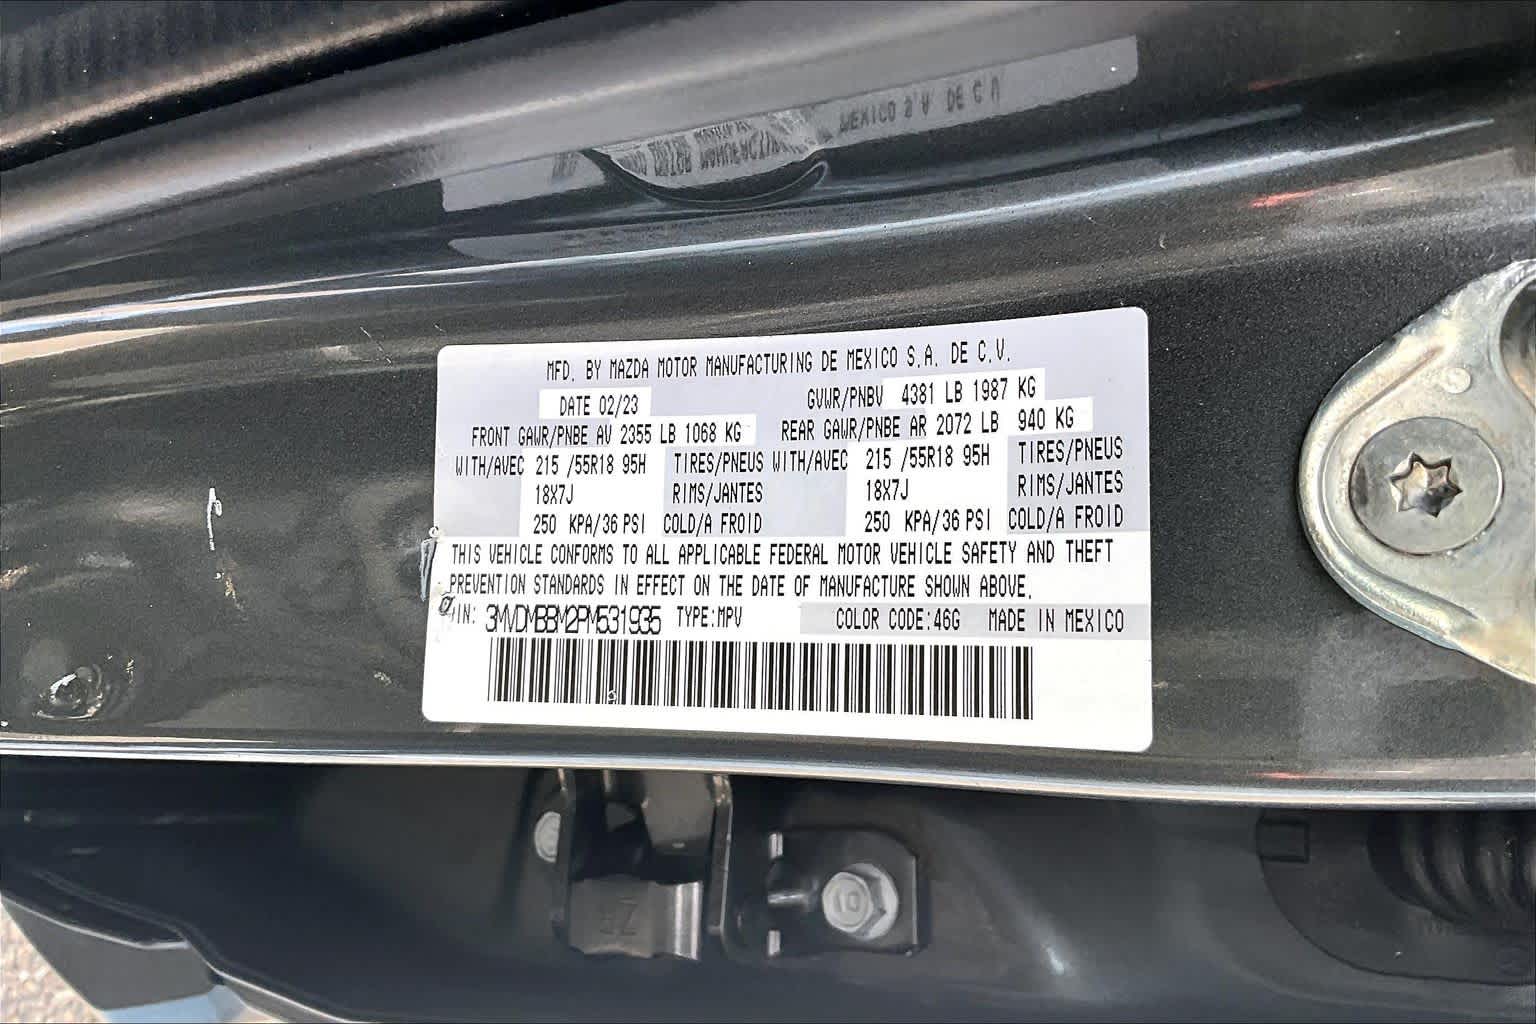 MFD. BY MAZDA MOTOR MANUFACTURING DE MEXICO S.A. DE C.V.
DATE 02/23 GVWR/PNBV 4381 LB 1987 KG
FRONT GAWR/PNBE AV 2355 LB 1068 KG REAR GAWR/PNBE AR 2072 LB 940 KG
WITH/AVEC 215 /55R18 95H TIRES/PNEUS WITH/AVEC 215 /55R18 95H TIRES/PNEUS
18X7J RIMS/JANTES 18X7J RIMS/JANTES
250 KPA/36 PSI COLD/A FROID 250 KPA/36 PSI COLD/A FROID
THIS VEHICLE CONFORMS TO ALL APPLICABLE FEDERAL MOTOR VEHICLE SAFETY AND THEFT
PREVENTION STANDARDS IN EFFECT ON THE DATE OF MANUFACTURE SHOWN ABOVE.
VIN: 3MVDMBBM2PM531935 TYPE:MPV COLOR CODE:46G MADE IN MEXICO
10